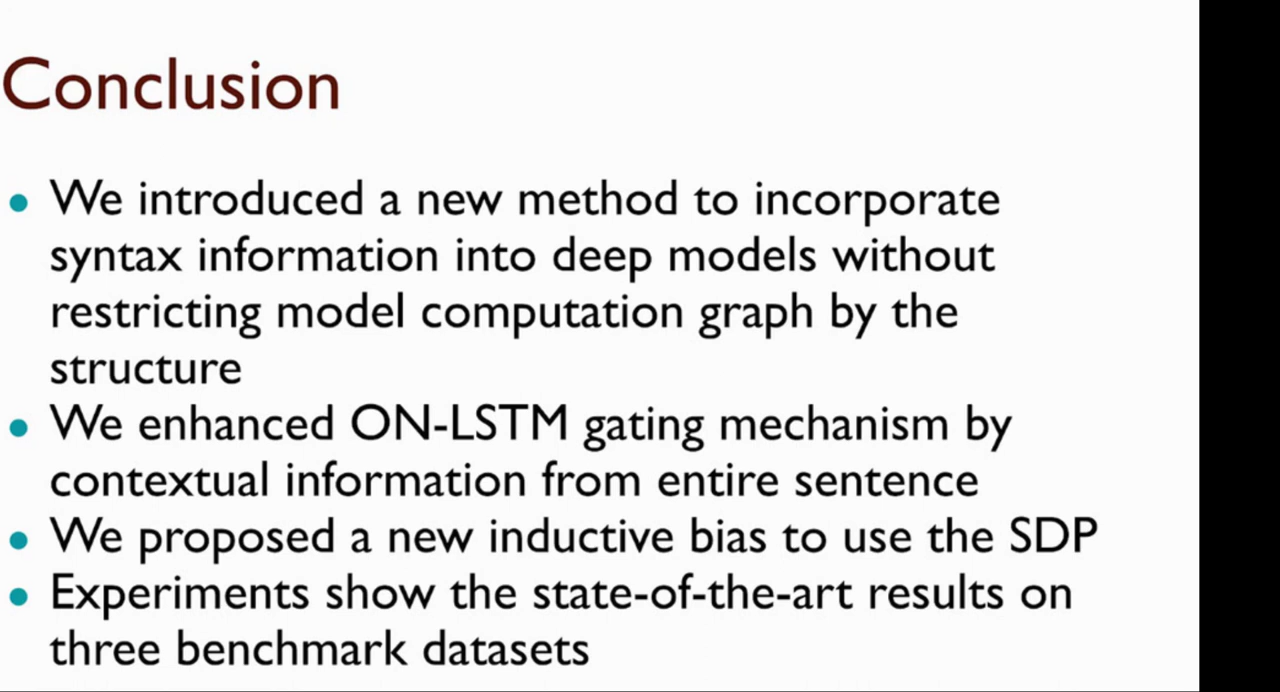 Conclusion
• We introduced a new method to incorporate
syntax information into deep models without
restricting model computation graph by the
structure
• We enhanced ON-LSTM gating mechanism by
contextual information from entire sentence
• We proposed a new inductive bias to use the SDP
• Experiments show the state-of-the-art results on
three benchmark datasets